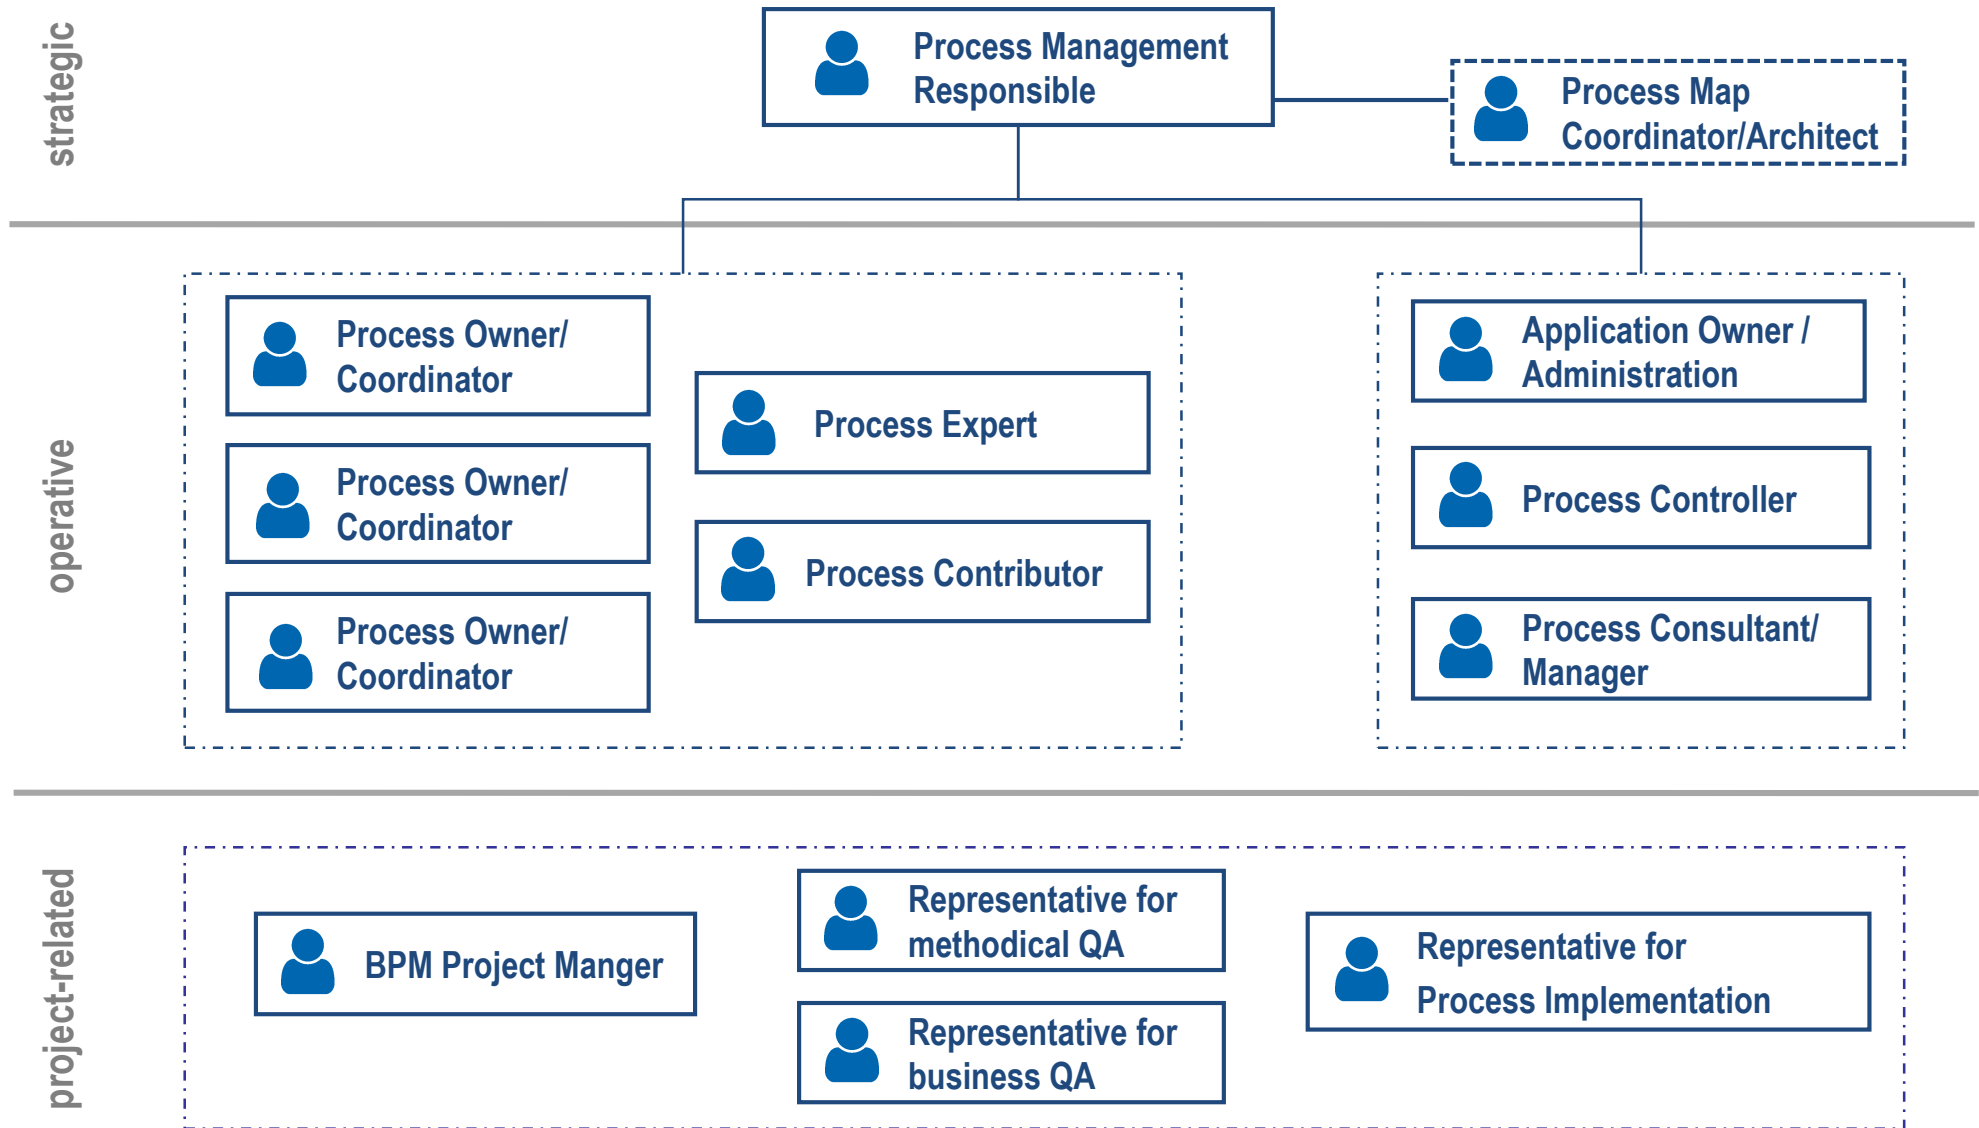 strategic
Process Management
Responsible
Process Map
Coordinator/Architect
operative
Process Owner/
Coordinator
Process Owner/
Coordinator
Process Owner/
Coordinator
Process Expert
Process Contributor
Application Owner /
Administration
Process Controller
Process Consultant/
Manager
project-related
BPM Project Manger
Representative for
methodical QA
Representative for
business QA
Representative for
Process Implementation